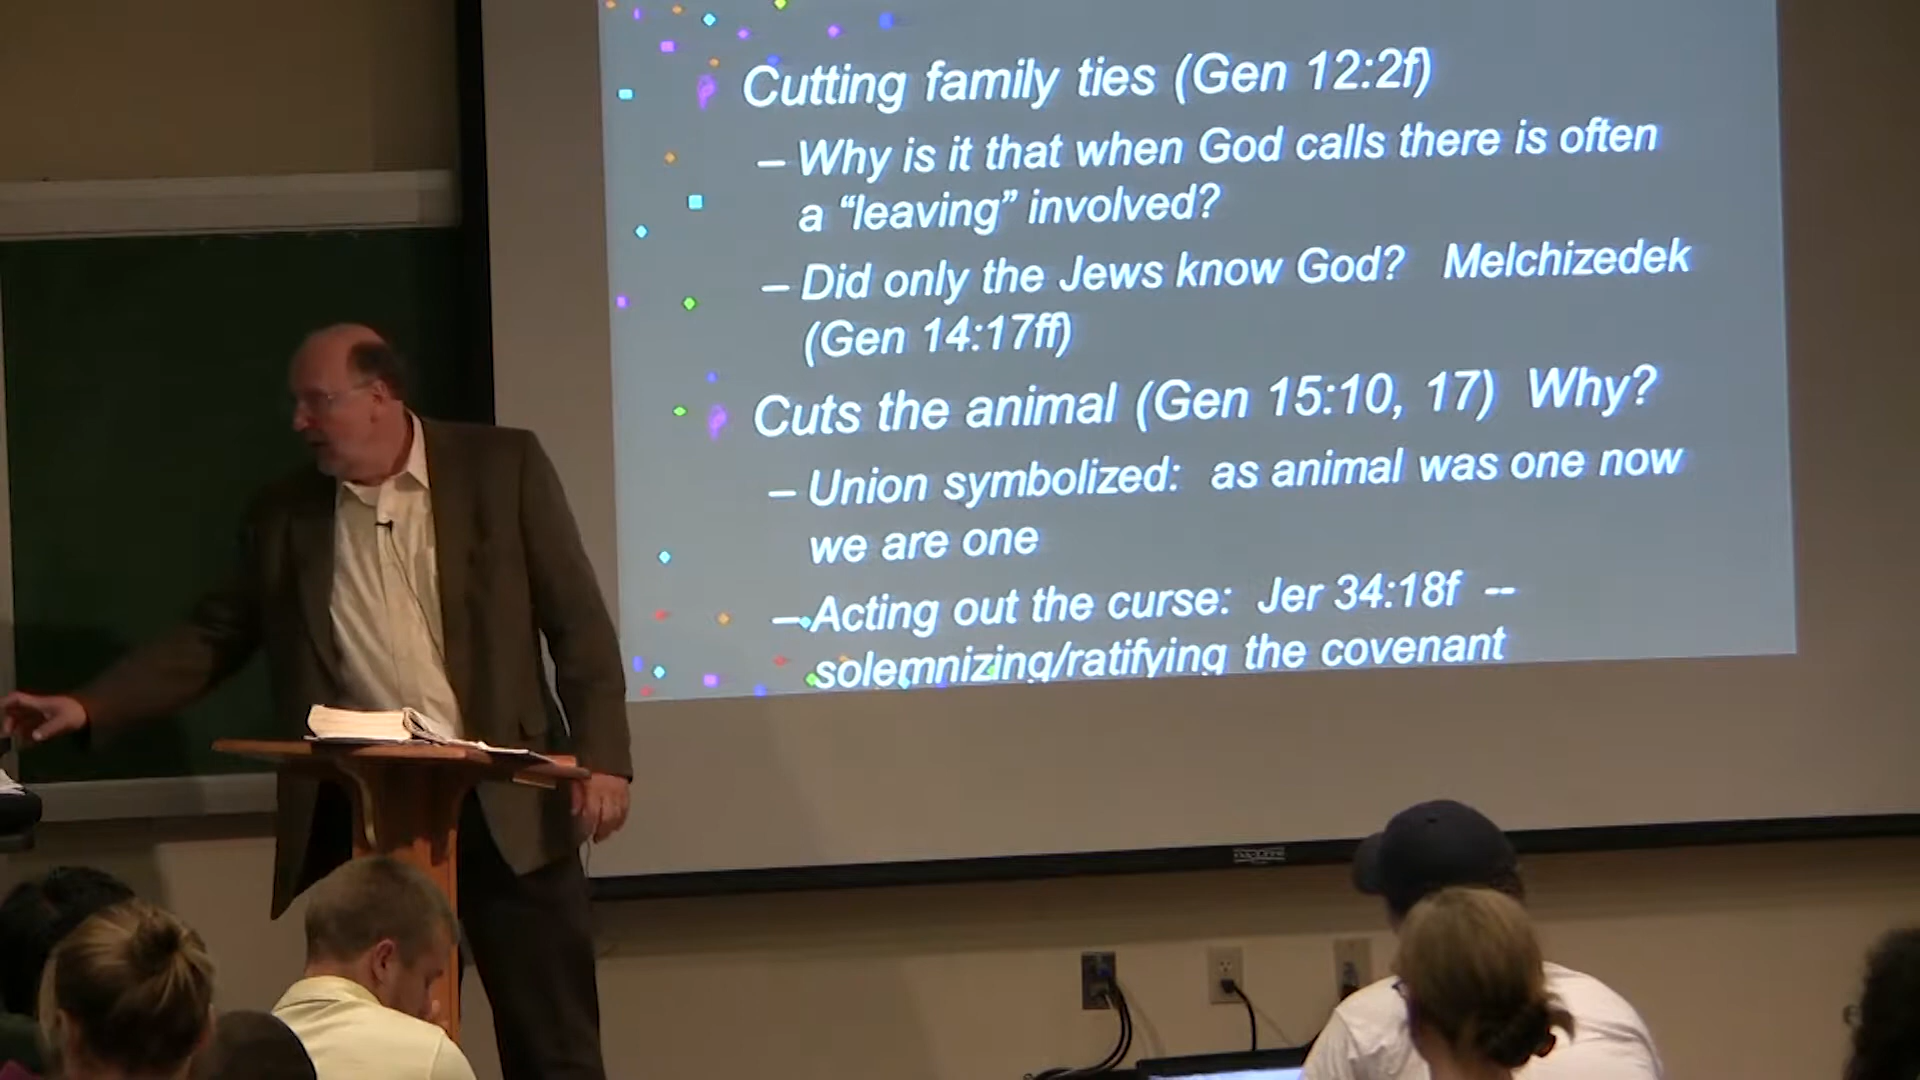 Cutting family ties (Gen 12:2f)
– Why is it that when God calls there is often
a “leaving” involved?
– Did only the Jews know God? Melchizedek
(Gen 14:17ff)
Cuts the animal (Gen 15:10, 17) Why?
– Union symbolized: as animal was one now
we are one
– Acting out the curse: Jer 34:18f --
solemnizing/ratifying the covenant